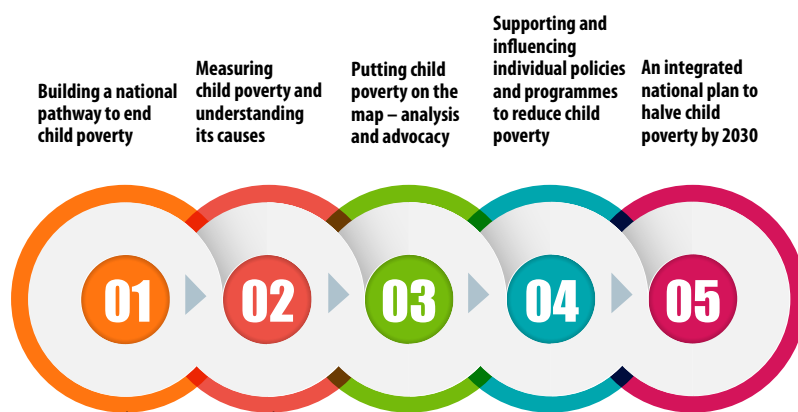 Building a national
pathway to end
child poverty
Measuring
child poverty and
understanding
its causes
Putting child
poverty on the
map – analysis
and advocacy
Supporting and
influencing
individual policies
and programmes
to reduce child
poverty
An integrated
national plan to
halve child
poverty by 2030
01
02
03
04
05